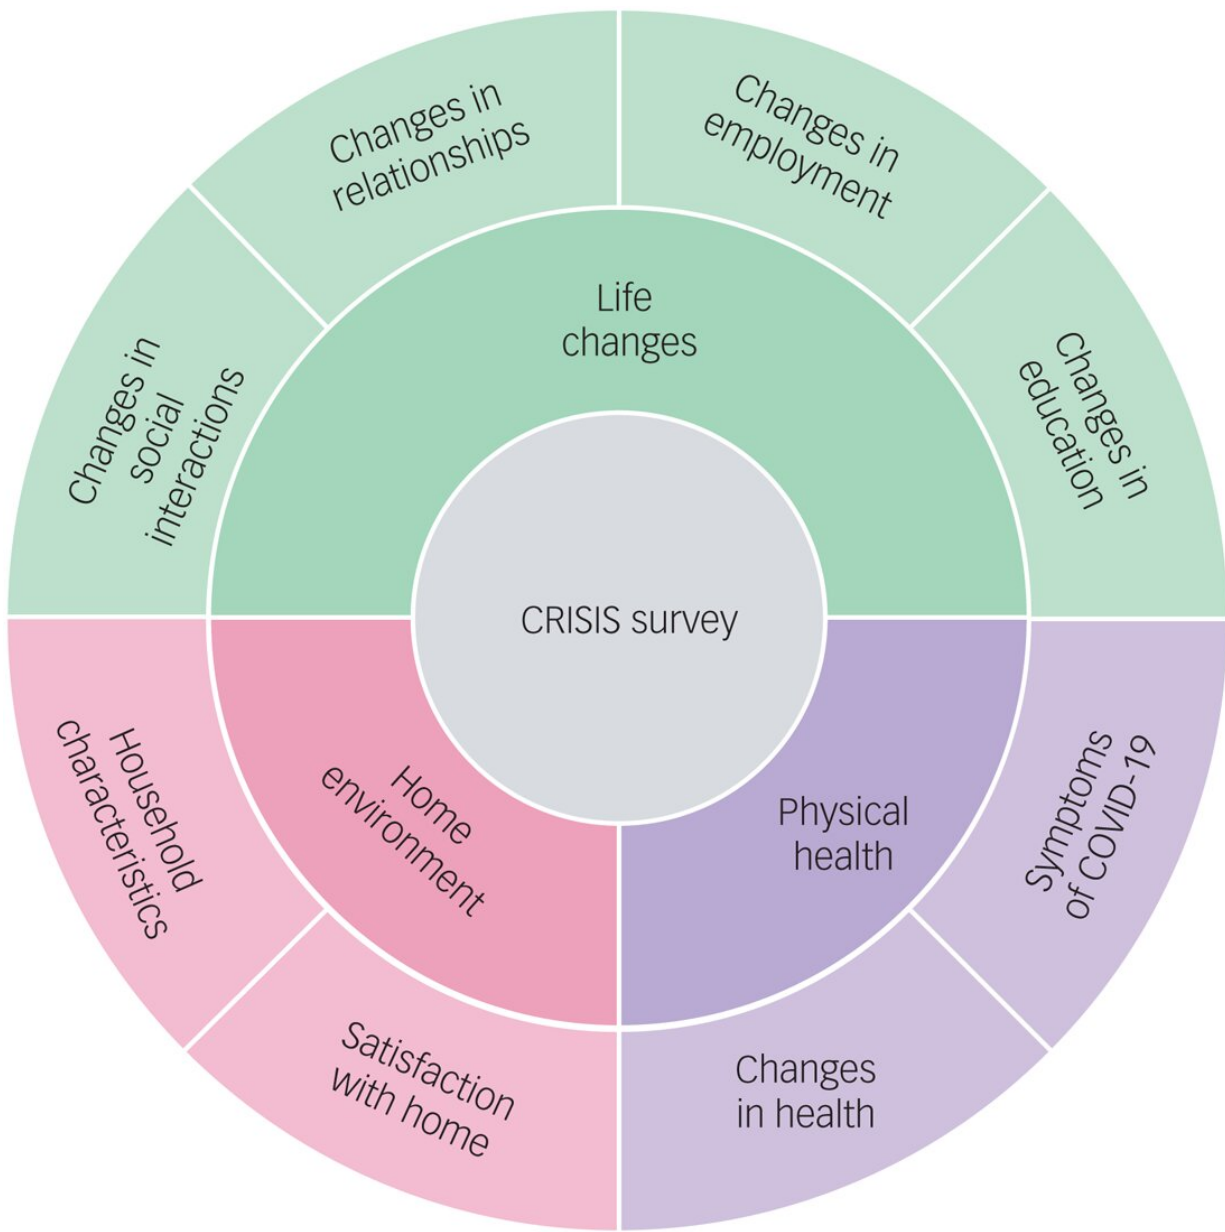 Changes in
relationships
Changes in
employment
Life
changes
Changes in
social
interactions
Changes in
education
CRISIS survey
Household
characteristics
Home
environment
Physical
health
Symptoms
of COVID-19
Satisfaction
with home
Changes
in health